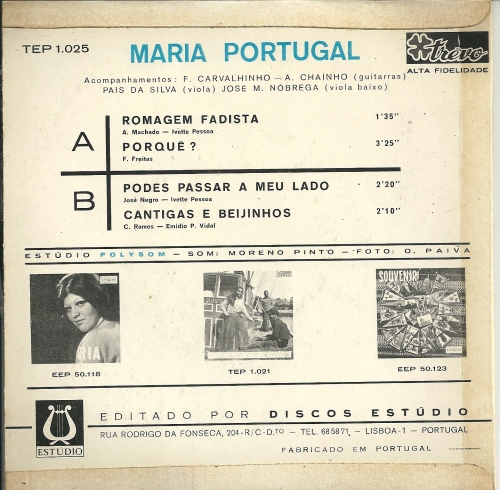 TEP 1.025
MARIA PORTUGAL
trevo
ALTA FIDELIDADE
Acompanhamentos: F. CARVALHINHO — A. CHAÍNHO (guitarras)
PAIS DA SILVA (viola) JOSÉ M. NÓBREGA (viola baixo)
A
ROMAGEM FADISTA 1'35"
A. Machado — Ivette Pessoa
PORQUÊ? 3'25"
F. Freitas
B
PODES PASSAR A MEU LADO 2'20"
José Negro — Ivette Pessoa
CANTIGAS E BEIJINHOS 2'10"
C. Ramos — Emídio P. Vidal
ESTÚDIO POLYSOM — SOM: MORENO PINTO — FOTO: O. PAIVA
SOUVENIR
EEP 50.118
TEP 1.021
EEP 50.123
EDITADO POR DISCOS ESTÚDIO
ESTÚDIO
RUA RODRIGO DA FONSECA, 204-R/C-D.TO — TEL. 685871 — LISBOA-1 — PORTUGAL
FABRICADO EM PORTUGAL